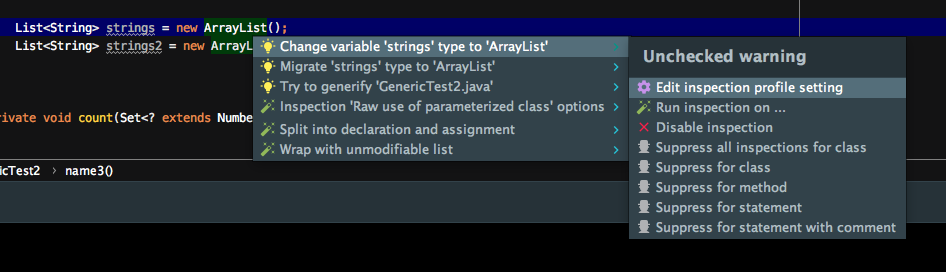 List<String> strings = new ArrayList();
List<String> strings2 = new ArrayL
Change variable 'strings' type to 'ArrayList'
Migrate 'strings' type to 'ArrayList'
Try to generify 'GenericTest2.java'
Inspection 'Raw use of parameterized class' options
Split into declaration and assignment
Wrap with unmodifiable list
Unchecked warning
Edit inspection profile setting
Run inspection on ...
Disable inspection
Suppress all inspections for class
Suppress for class
Suppress for method
Suppress for statement
Suppress for statement with comment
rivate void count(Set<? extends Numbe
icTest2 > name3()